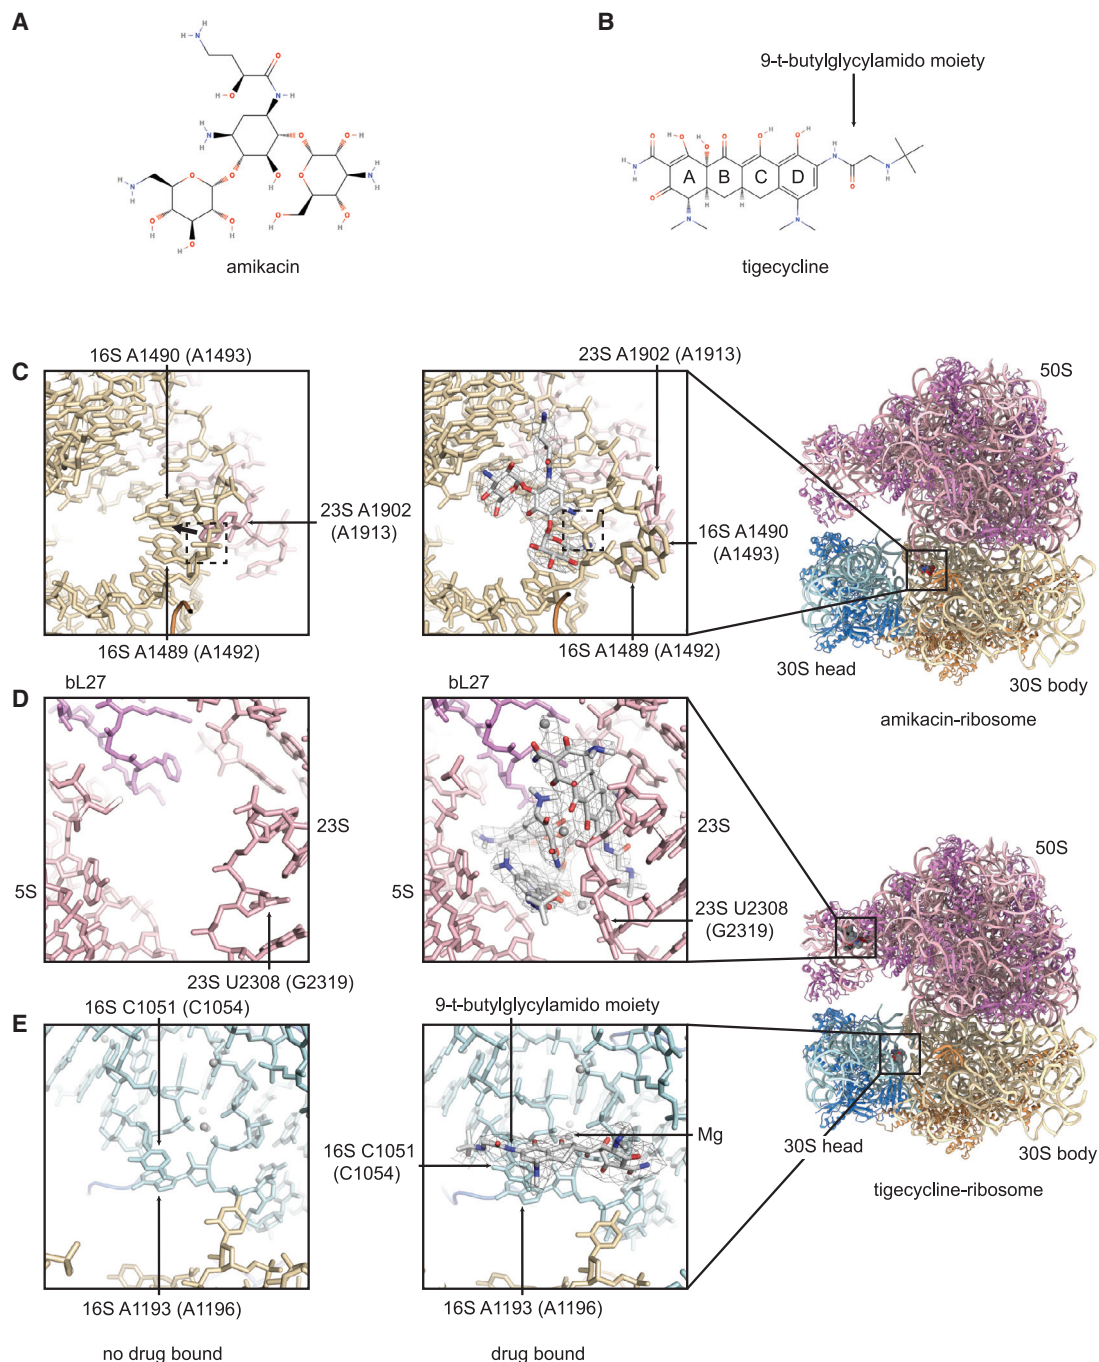 A
B
9-t-butylglycylamido moiety
A B C D
amikacin
tigecycline
C
16S A1490 (A1493)
23S A1902 (A1913)
50S
23S A1902
(A1913)
16S A1490
(A1493)
16S A1489 (A1492)
16S A1489 (A1492)
30S head
30S body
amikacin-ribosome
D
bL27
bL27
23S
23S
5S
5S
23S U2308
(G2319)
23S U2308 (G2319)
50S
E
16S C1051 (C1054)
9-t-butylglycylamido moiety
Mg
16S C1051
(C1054)
30S head
30S body
tigecycline-ribosome
16S A1193 (A1196)
16S A1193 (A1196)
no drug bound
drug bound